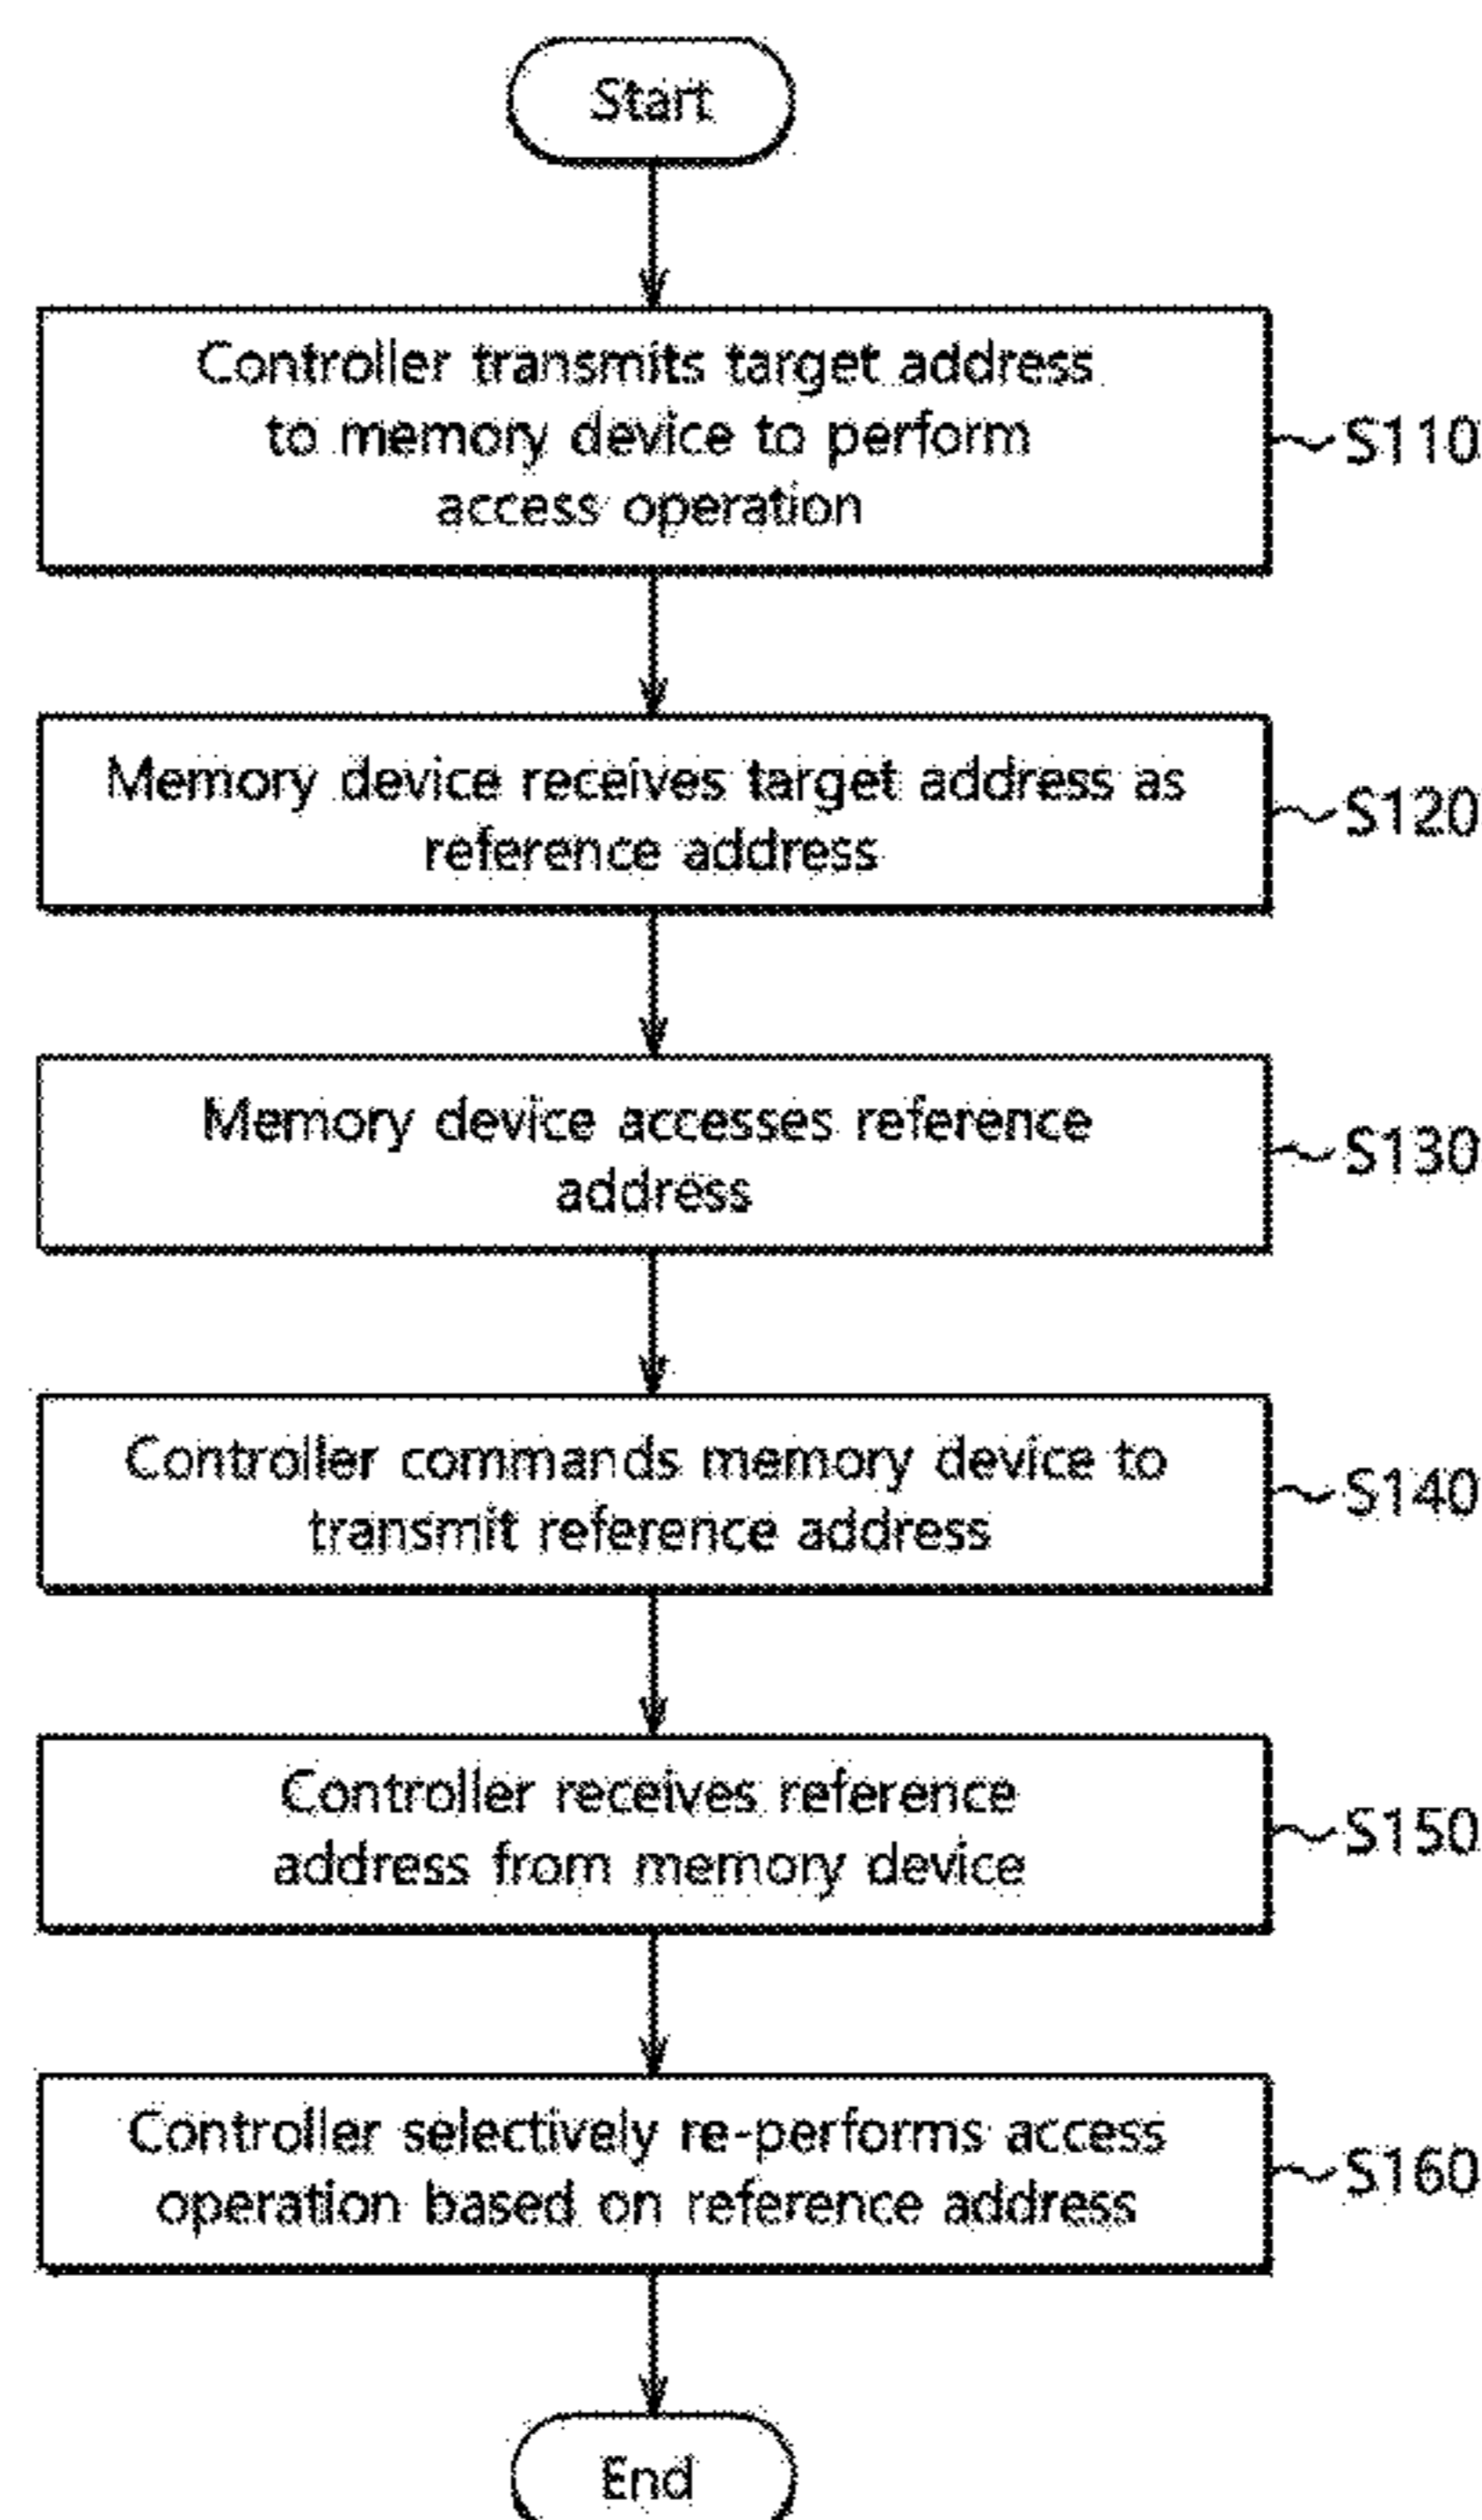 Start
Controller transmits target address
to memory device to perform
access operation
S110
Memory device receives target address as
reference address
S120
Memory device accesses reference
address
S130
Controller commands memory device to
transmit reference address
S140
Controller receives reference
address from memory device
S150
Controller selectively re-performs access
operation based on reference address
S160
End